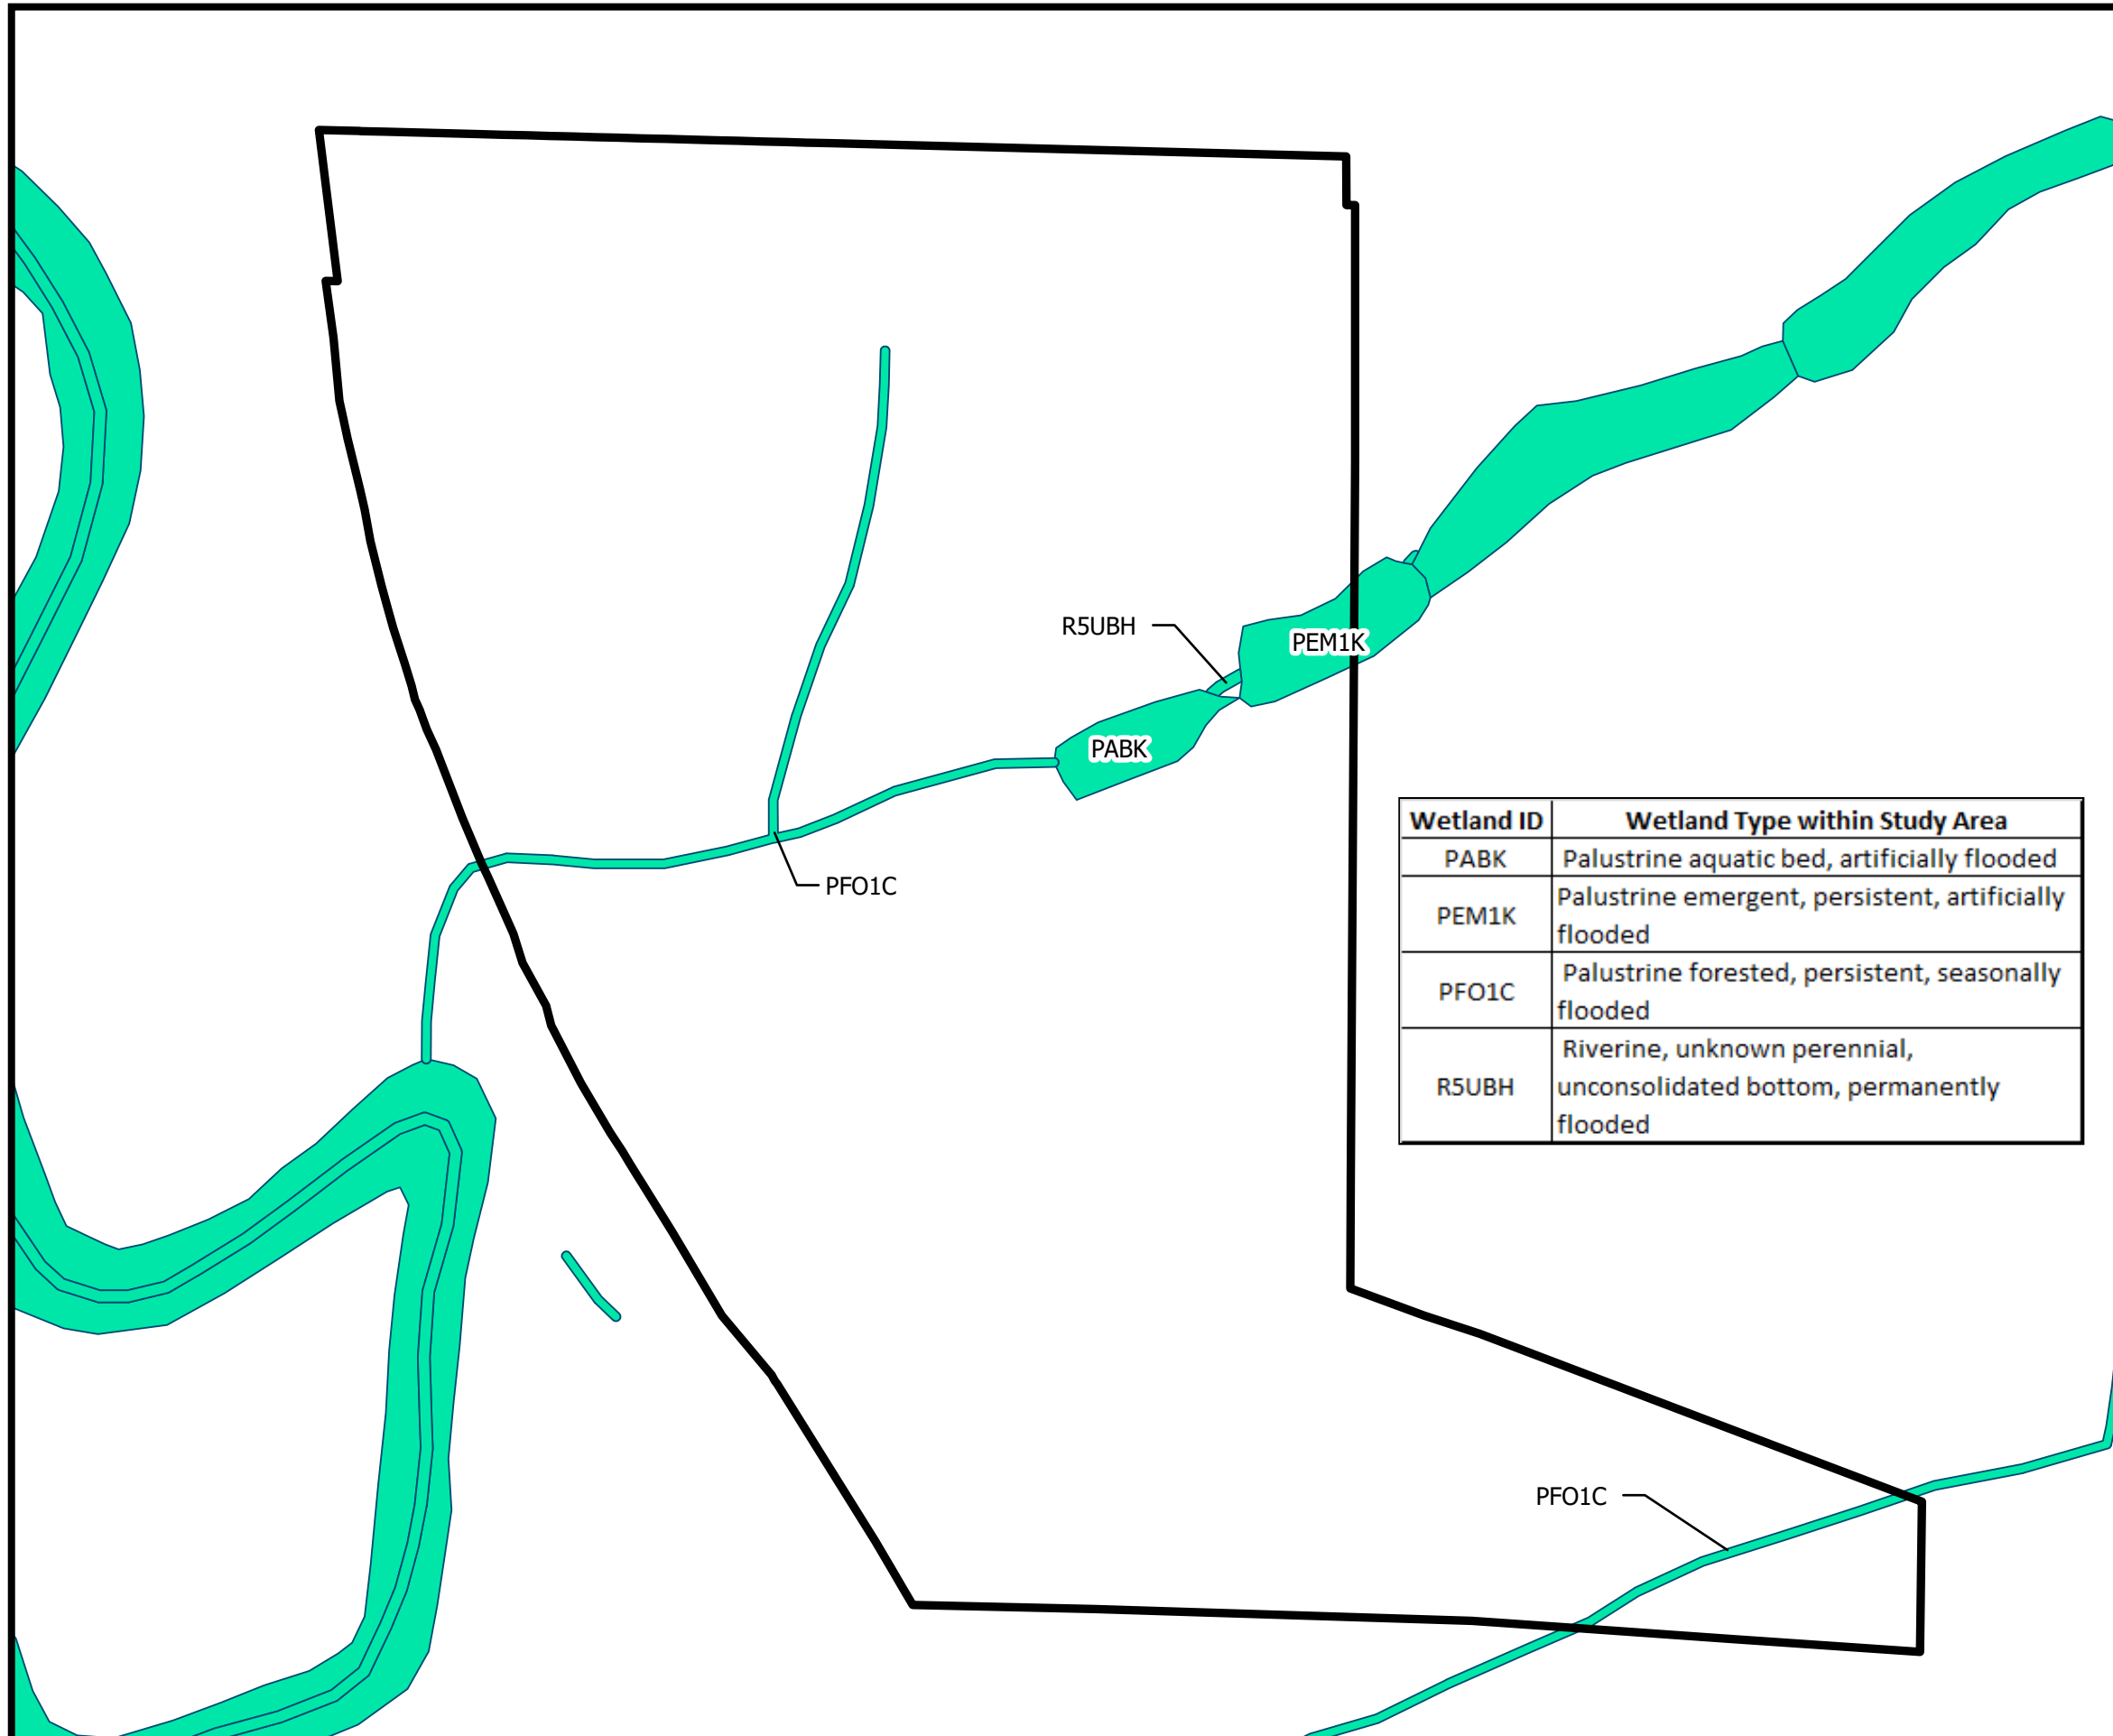 R5UBH
PEM1K
PABK
PFO1C
Wetland ID Wetland Type within Study Area
PABK Palustrine aquatic bed, artificially flooded
PEM1K Palustrine emergent, persistent, artificially
flooded
PFO1C Palustrine forested, persistent, seasonally
flooded
R5UBH Riverine, unknown perennial,
unconsolidated bottom, permanently
flooded
PFO1C